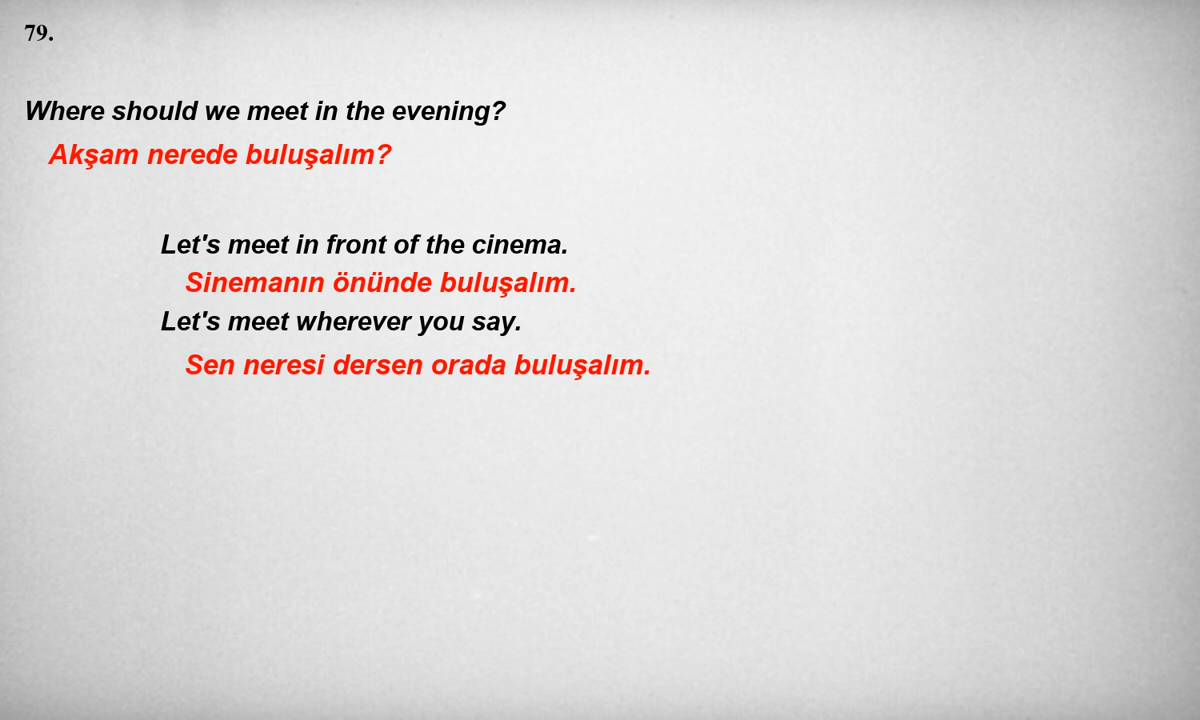 79.
Where should we meet in the evening?
Akşam nerede buluşalım?
Let's meet in front of the cinema.
Sinemanın önünde buluşalım.
Let's meet wherever you say.
Sen neresi dersen orada buluşalım.